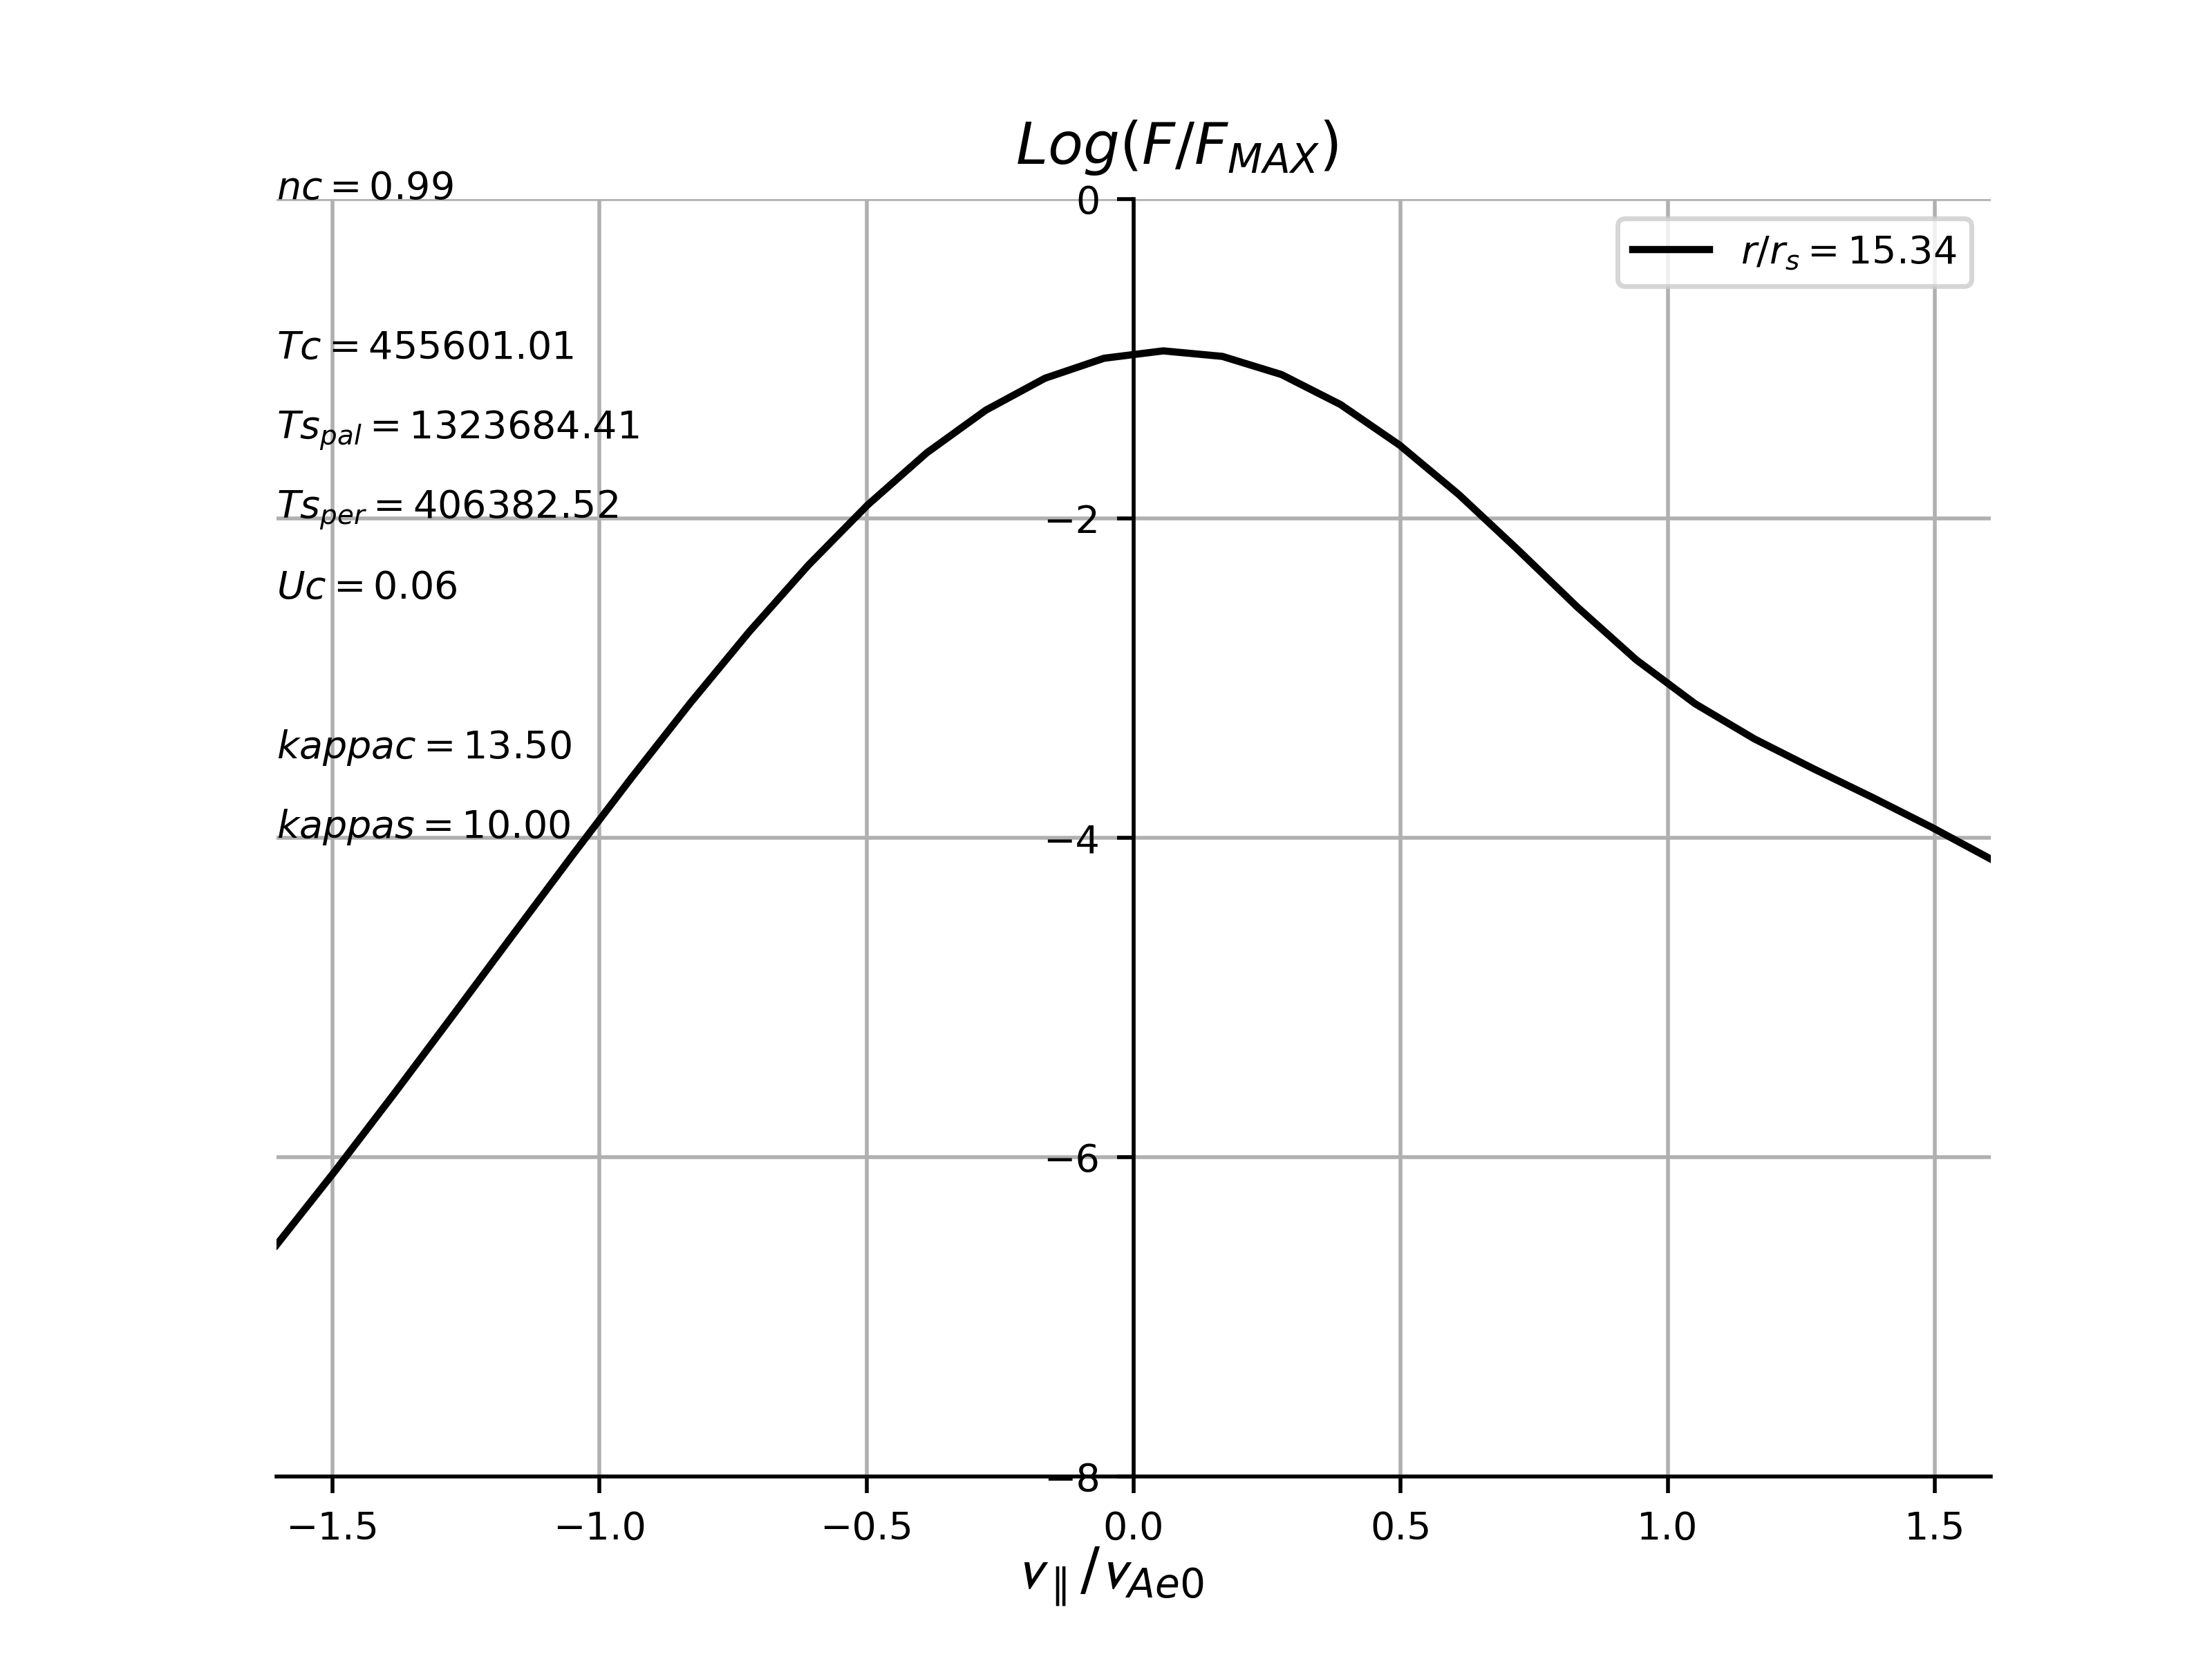 Log(F/F_MAX)
nc = 0.99
0
r/r_s = 15.34
Tc = 455601.01
Ts_pal = 1323684.41
Ts_per = 406382.52
−2
Uc = 0.06
kappac = 13.50
kappas = 10.00
−4
−6
−8
−1.5 −1.0 −0.5 0.0 0.5 1.0 1.5
v_∥/v_Ae0